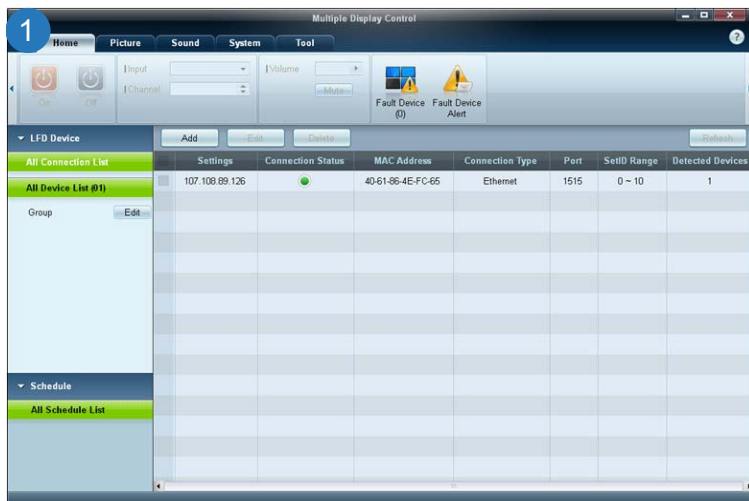 Multiple Display Control
1
Home Picture Sound System Tool
?
Input
Channel
Volume
Mute
On Off
Fault Device (0)
Fault Device Alert
LFD Device
Add Edit Delete Refresh
All Connection List
Settings Connection Status MAC Address Connection Type Port SetID Range Detected Devices
All Device List (01)
107.108.89.126 40-61-86-4E-FC-65 Ethernet 1515 0 ~ 10 1
Group Edit
Schedule
All Schedule List